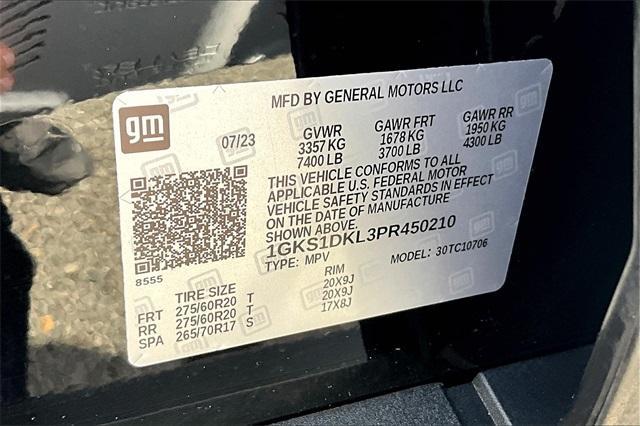 MFD BY GENERAL MOTORS LLC
gm
07/23
GVWR GAWR FRT GAWR RR
3357 KG 1678 KG 1950 KG
7400 LB 3700 LB 4300 LB
THIS VEHICLE CONFORMS TO ALL
APPLICABLE U.S. FEDERAL MOTOR
VEHICLE SAFETY STANDARDS IN EFFECT
ON THE DATE OF MANUFACTURE
SHOWN ABOVE.
1GKS1DKL3PR450210
TYPE: MPV MODEL: 30TC10706
8555
TIRE SIZE RIM
FRT 275/60R20 T 20X9J
RR 275/60R20 T 20X9J
SPA 265/70R17 S 17X8J